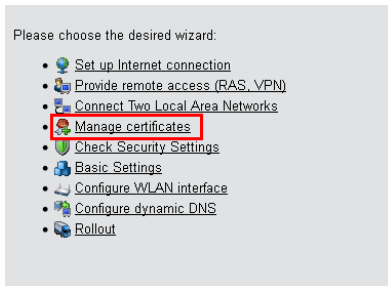 Please choose the desired wizard:
Set up Internet connection
Provide remote access (RAS, VPN)
Connect Two Local Area Networks
Manage certificates
Check Security Settings
Basic Settings
Configure WLAN interface
Configure dynamic DNS
Rollout